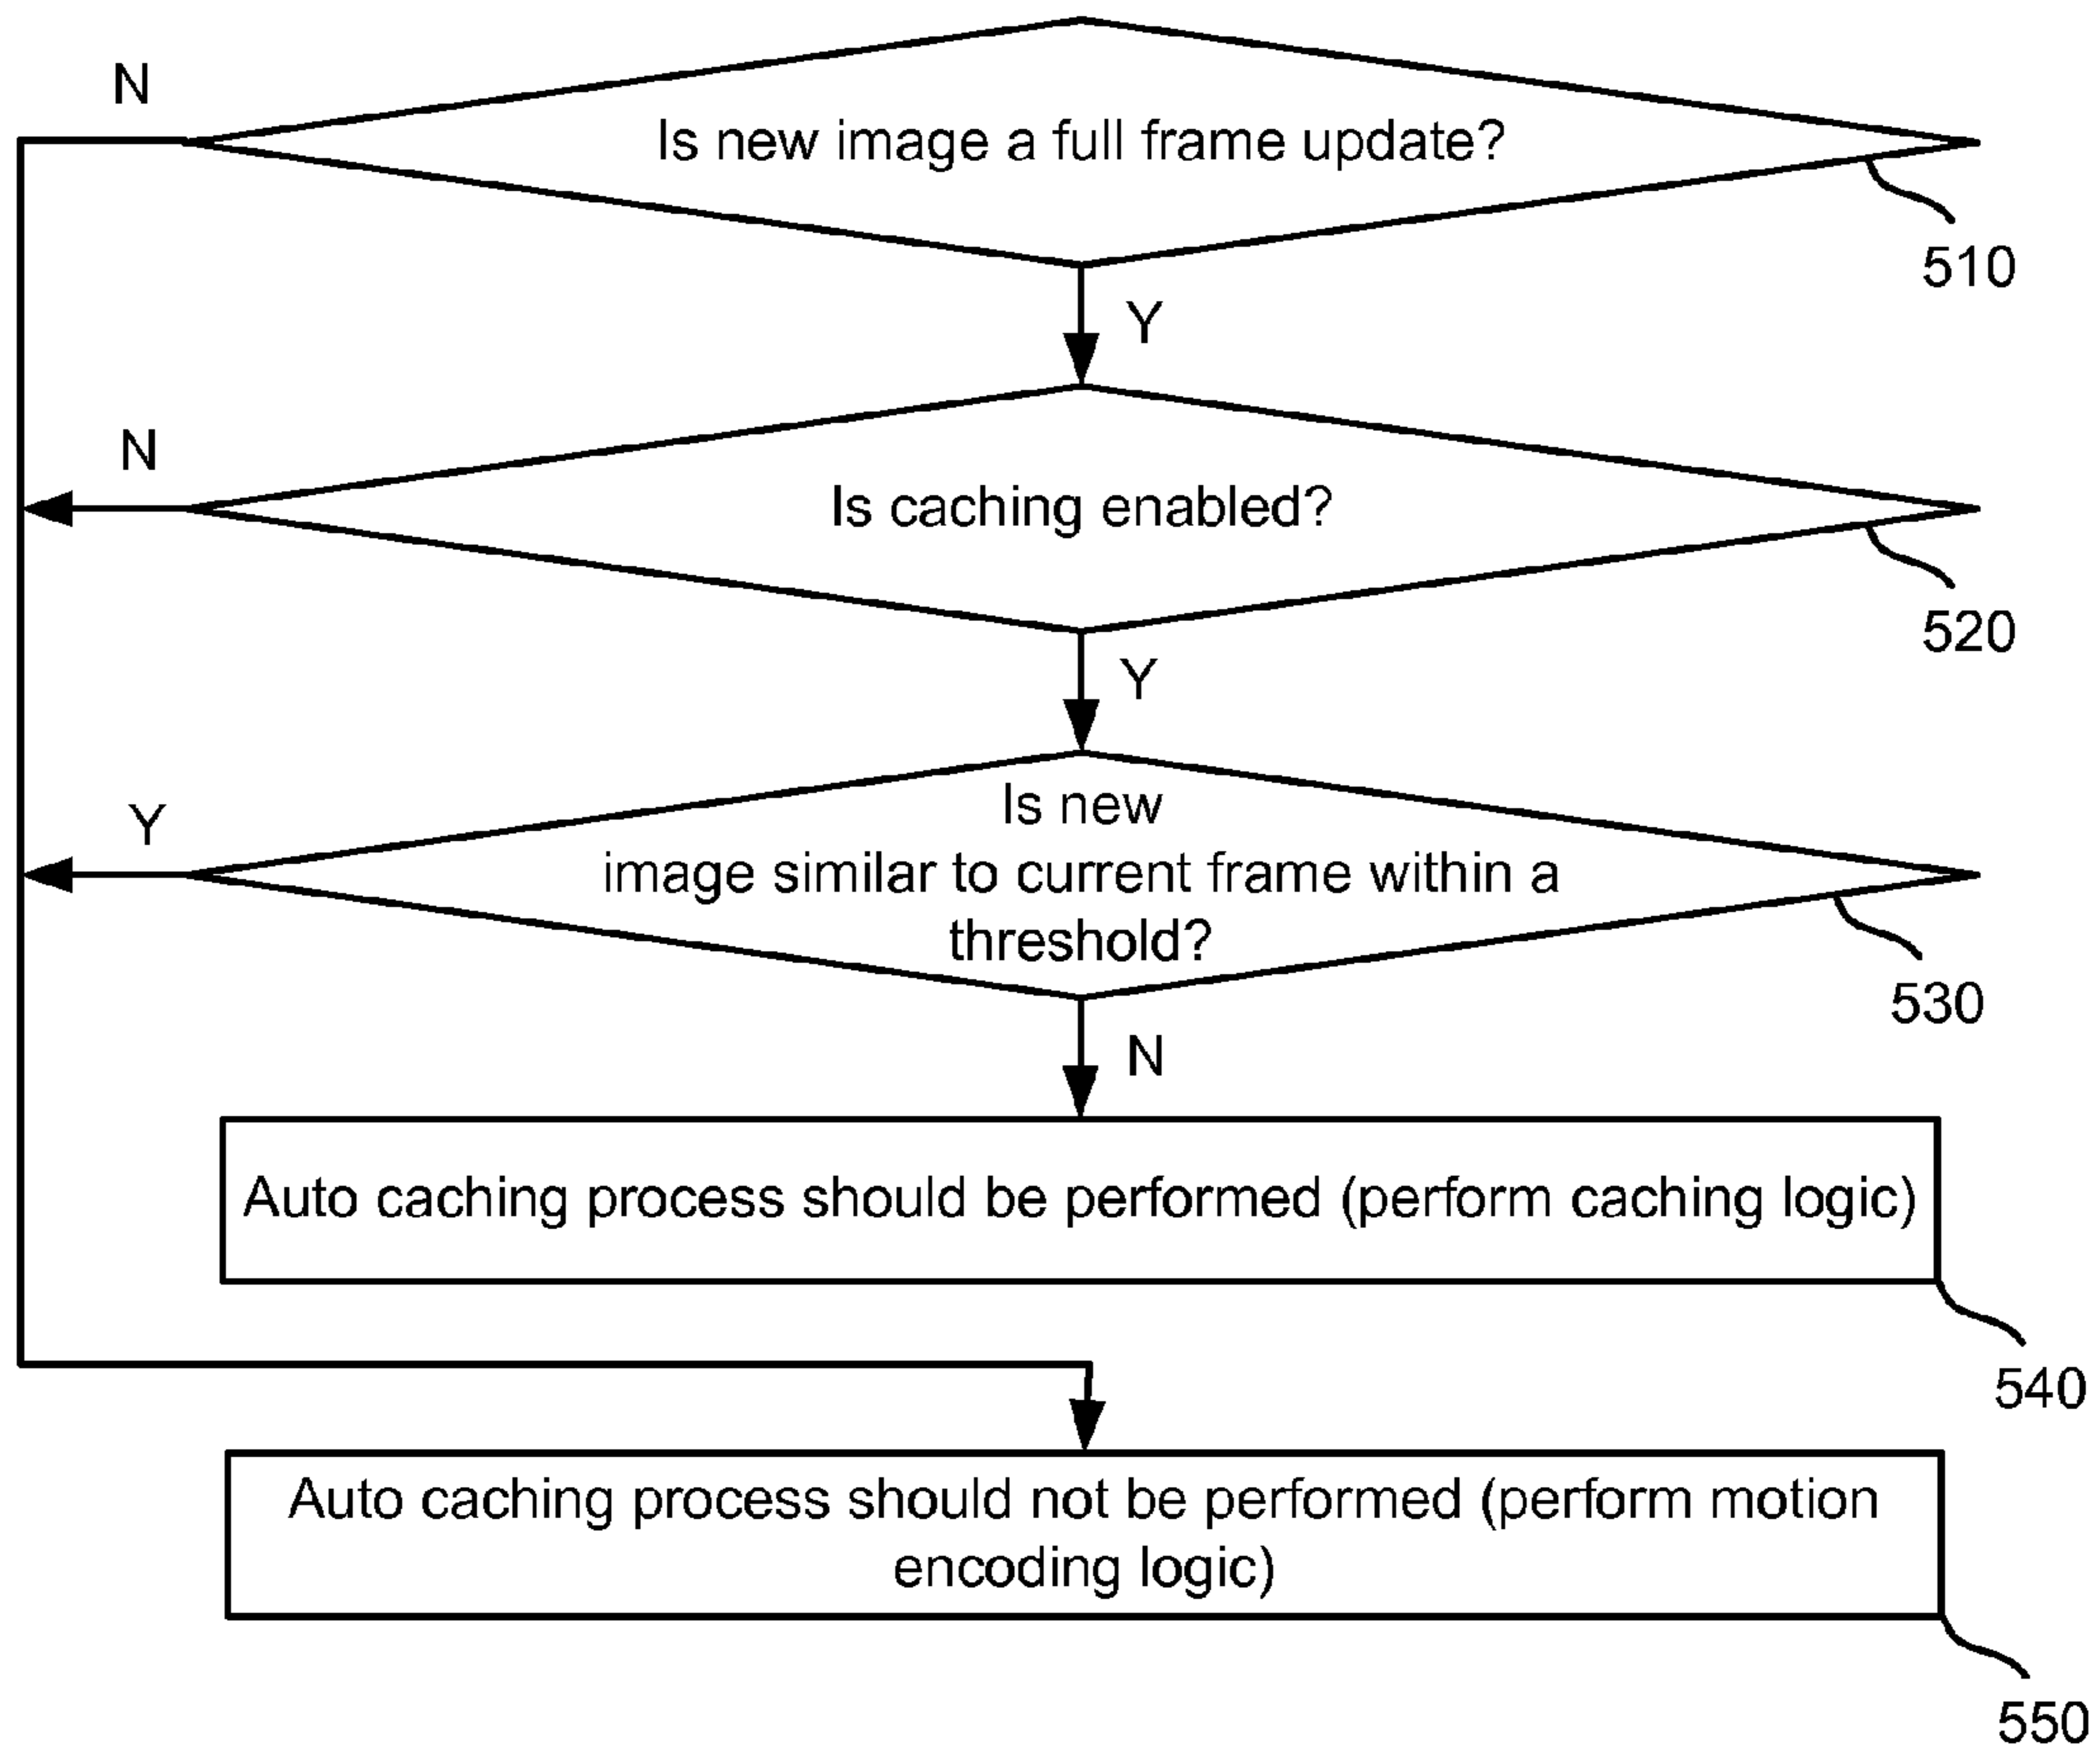 N
Is new image a full frame update?
510
Y
N
Is caching enabled?
520
Y
Is new
Y
image similar to current frame within a
threshold?
530
N
Auto caching process should be performed (perform caching logic)
540
Auto caching process should not be performed (perform motion
encoding logic)
550